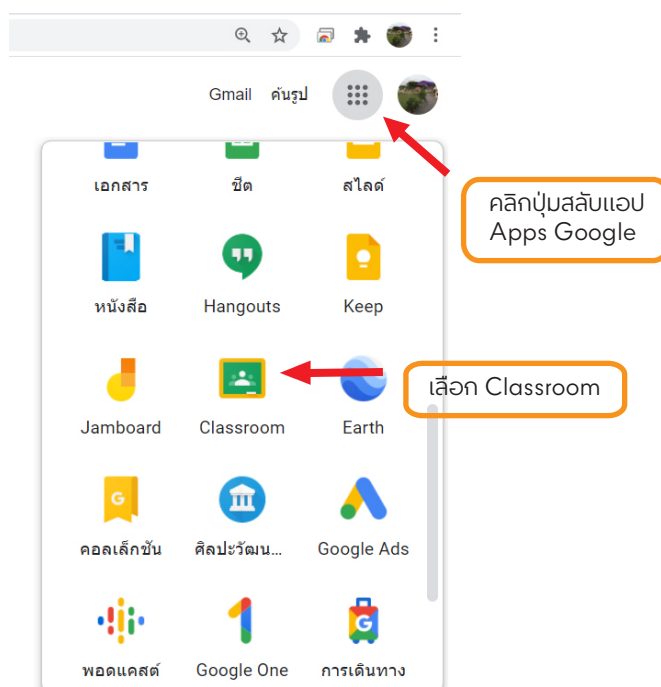 Gmail ค้นรูป
เอกสาร ชีต สไลด์
คลิกปุ่มสลับแอป
Apps Google
หนังสือ Hangouts Keep
เลือก Classroom
Jamboard Classroom Earth
G
คอลเล็กชัน ศิลปะวัฒน... Google Ads
G
พอดแคสต์ Google One การเดินทาง